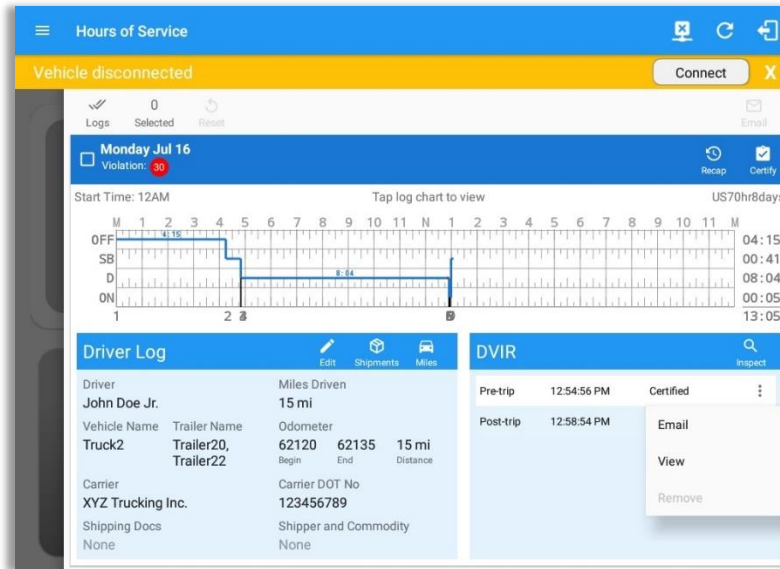 Hours of Service
Vehicle disconnected Connect X
Logs 0 Selected Reset Email
Monday Jul 16
Violation: 30
Recap Certify
Start Time: 12AM Tap log chart to view US70hr8days
M 1 2 3 4 5 6 7 8 9 10 11 N 1 2 3 4 5 6 7 8 9 10 11 M
OFF 4:15 04:15
SB 00:41
D 8:04 08:04
ON 00:05
1 2 13:05
Driver Log Edit Shipments Miles
Driver Miles Driven
John Doe Jr. 15 mi
Vehicle Name Trailer Name Odometer
Truck2 Trailer20, Trailer22 62120 62135 15 mi
Begin End Distance
Carrier Carrier DOT No
XYZ Trucking Inc. 123456789
Shipping Docs Shipper and Commodity
None None
DVIR Inspect
Pre-trip 12:54:56 PM Certified
Post-trip 12:58:54 PM
Email
View
Remove